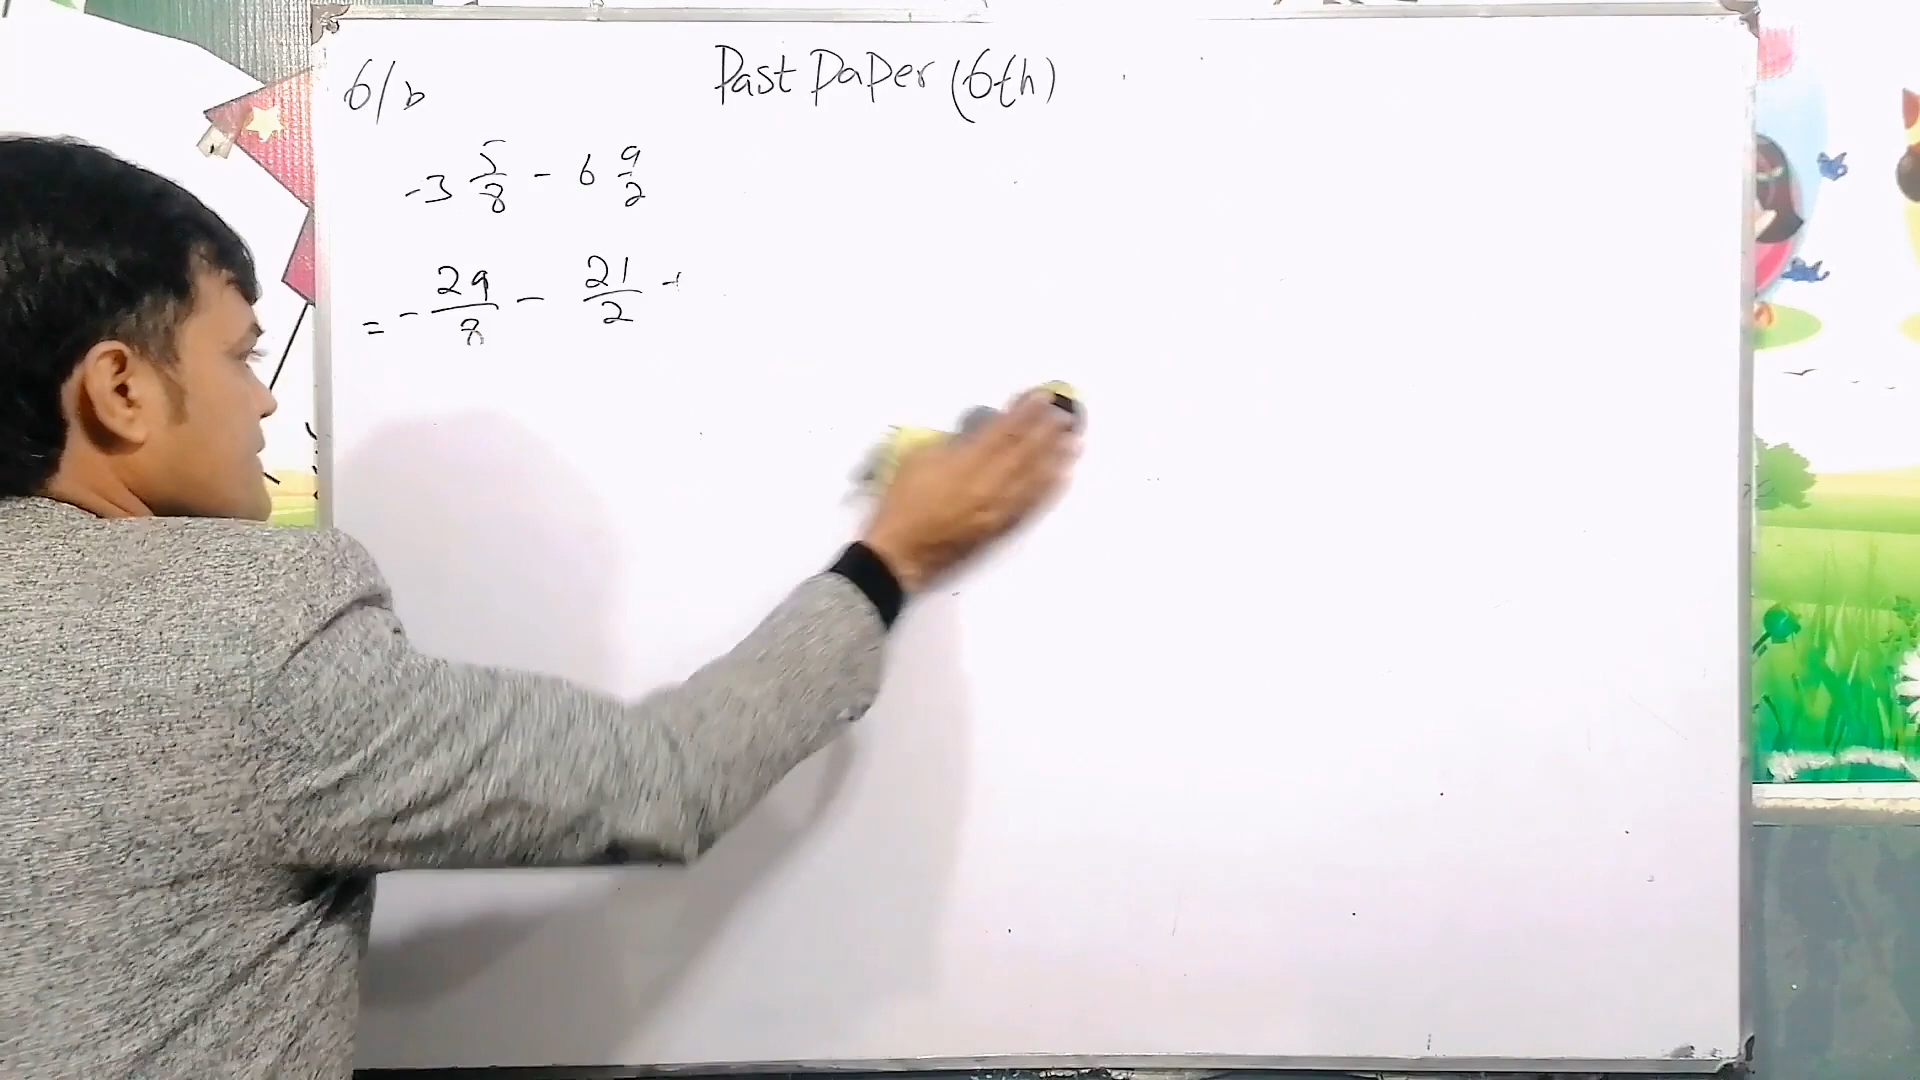 6/b
Past Paper (6th)
-3 5/8 - 6 9/2
= - 29/8 - 21/2